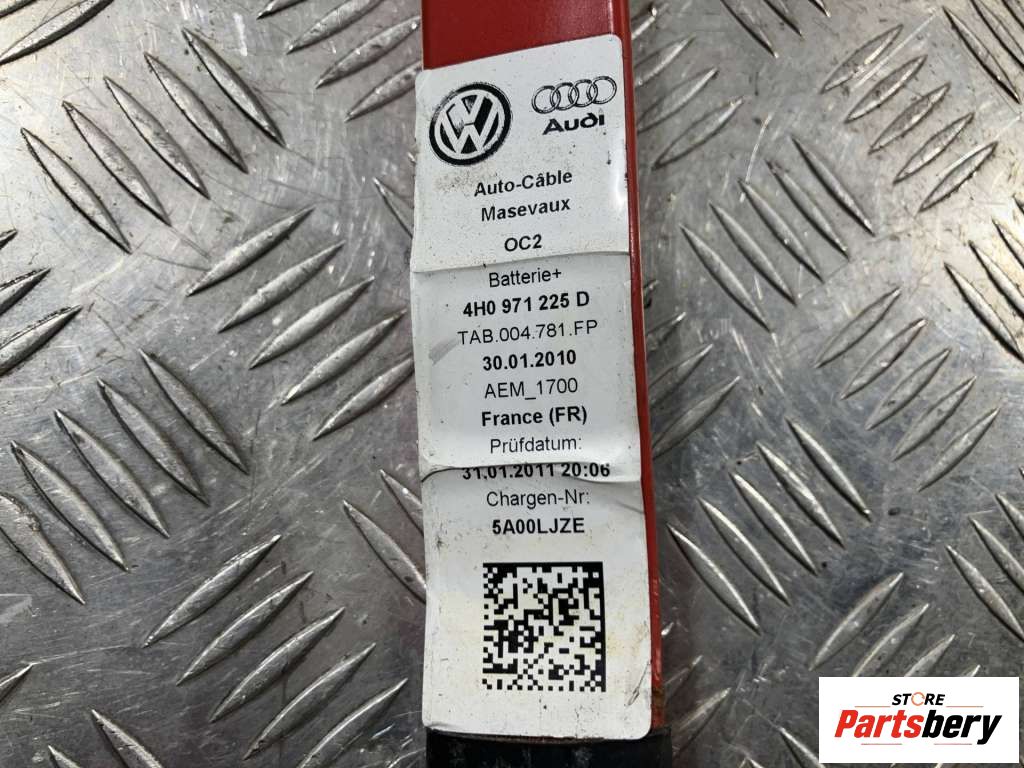 VW
Audi
Auto-Câble
Masevaux
OC2
Batterie+
4H0 971 225 D
TAB.004.781.FP
30.01.2010
AEM_1700
France (FR)
Prüfdatum:
31.01.2011 20:06
Chargen-Nr:
5A00LJZE
STORE
Partsbery